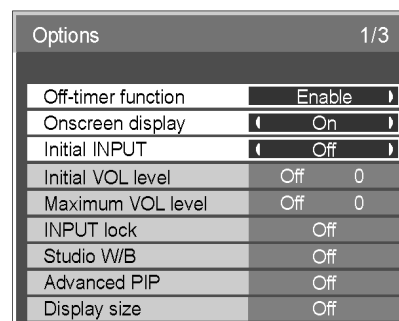 Options 1/3
Off-timer function Enable
Onscreen display On
Initial INPUT Off
Initial VOL level Off 0
Maximum VOL level Off 0
INPUT lock Off
Studio W/B Off
Advanced PIP Off
Display size Off